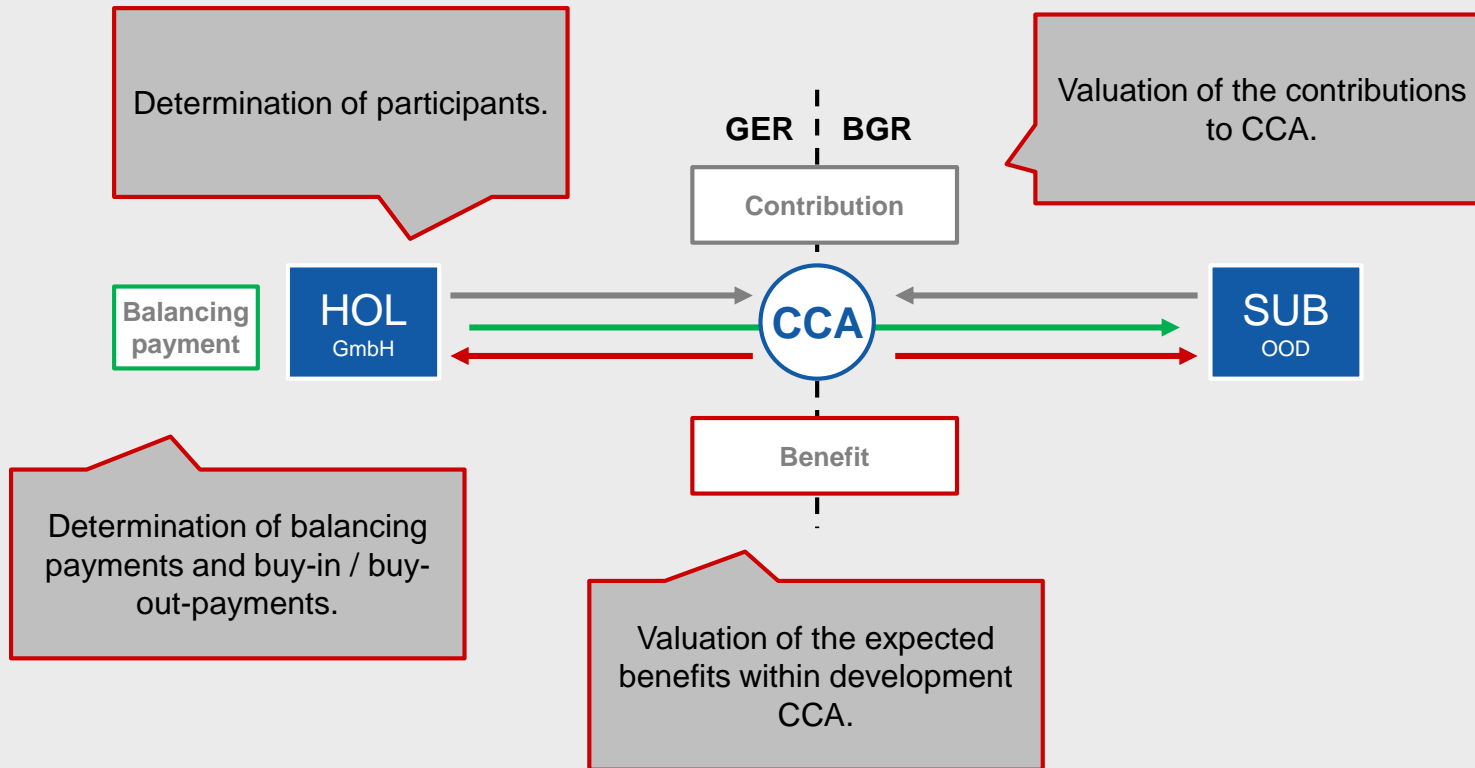 Determination of participants.
Valuation of the contributions
to CCA.
GER
BGR
Contribution
Balancing
payment
HOL
GmbH
CCA
SUB
OOD
Benefit
Determination of balancing
payments and buy-in / buy-
out-payments.
Valuation of the expected
benefits within development
CCA.